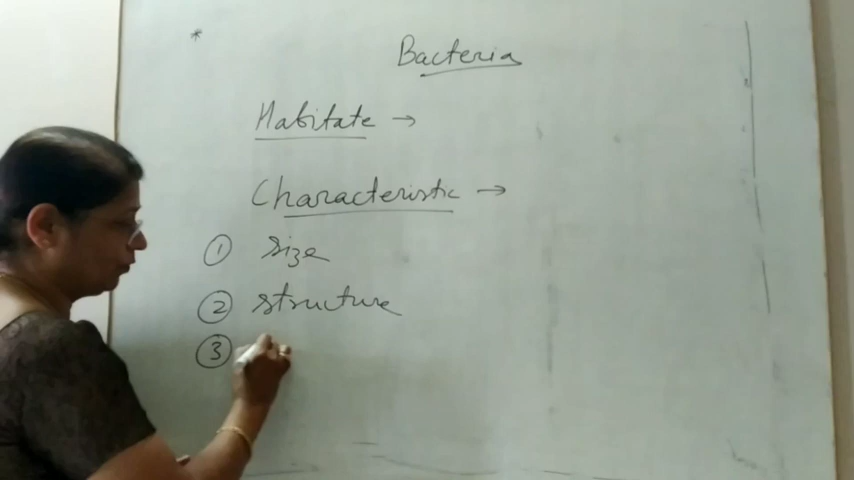 *
Bacteria
Habitate →
Characteristic →
① size
② structure
③